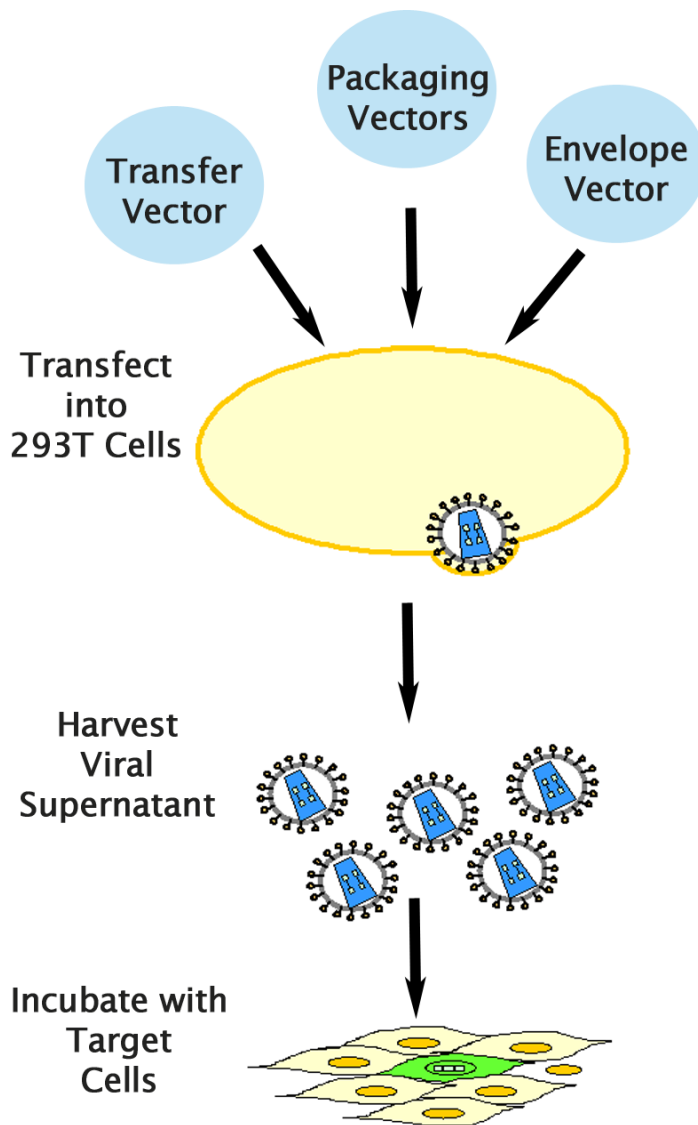 Packaging
Vectors
Transfer
Vector
Envelope
Vector
Transfect
into
293T Cells
Harvest
Viral
Supernatant
Incubate with
Target
Cells